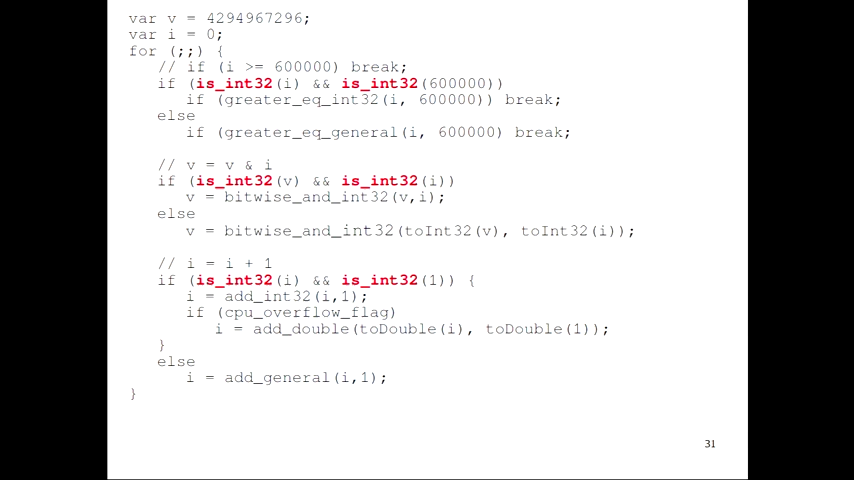 var v = 4294967296;
var i = 0;
for (;;) {
   // if (i >= 600000) break;
   if (is_int32(i) && is_int32(600000))
      if (greater_eq_int32(i, 600000)) break;
   else
      if (greater_eq_general(i, 600000) break;

   // v = v & i
   if (is_int32(v) && is_int32(i))
      v = bitwise_and_int32(v,i);
   else
      v = bitwise_and_int32(toInt32(v), toInt32(i));

   // i = i + 1
   if (is_int32(i) && is_int32(1)) {
      i = add_int32(i,1);
      if (cpu_overflow_flag)
         i = add_double(toDouble(i), toDouble(1));
   }
   else
      i = add_general(i,1);
}
31